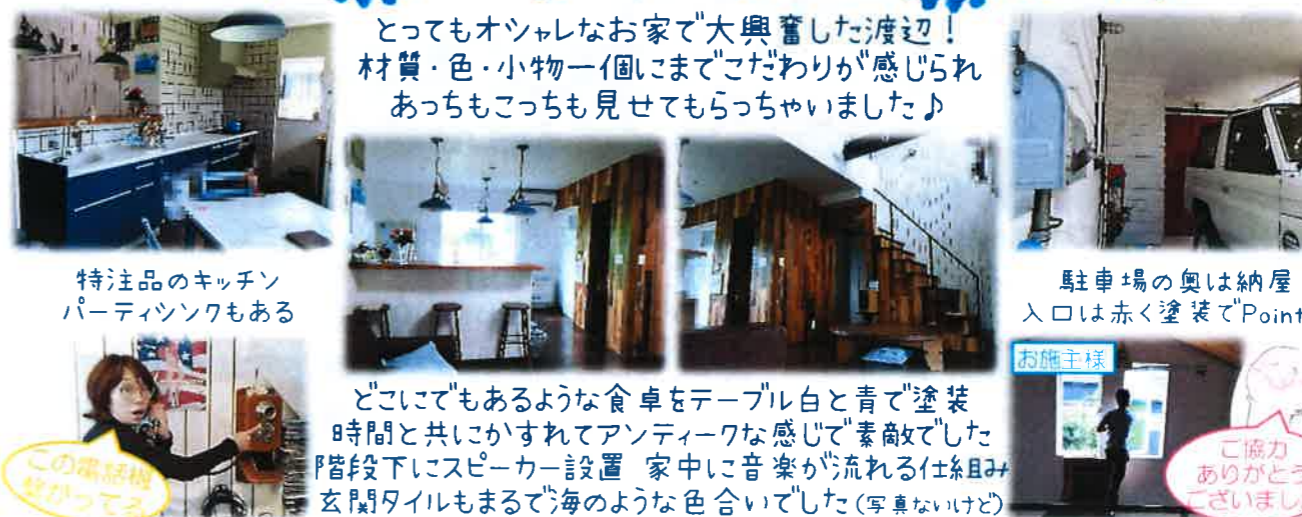 とってもオシャレなお家で大興奮した渡辺！
材質・色・小物一個にまでこだわりが感じられ
あっちもこっちも見せてもらっちゃいました♪
特注品のキッチン
パーティシンクもある
駐車場の奥は納屋
入口は赤く塗装でPoint
お施主様
どこにでもあるような食卓をテーブル白と青で塗装
時間と共にかすれてアンティークな感じで素敵でした
階段下にスピーカー設置 家中に音楽が流れる仕組み
玄関タイルもまるで海のような色合いでした(写真ないけど)
この電話機
繋がってる
ご協力
ありがとう
ございまし